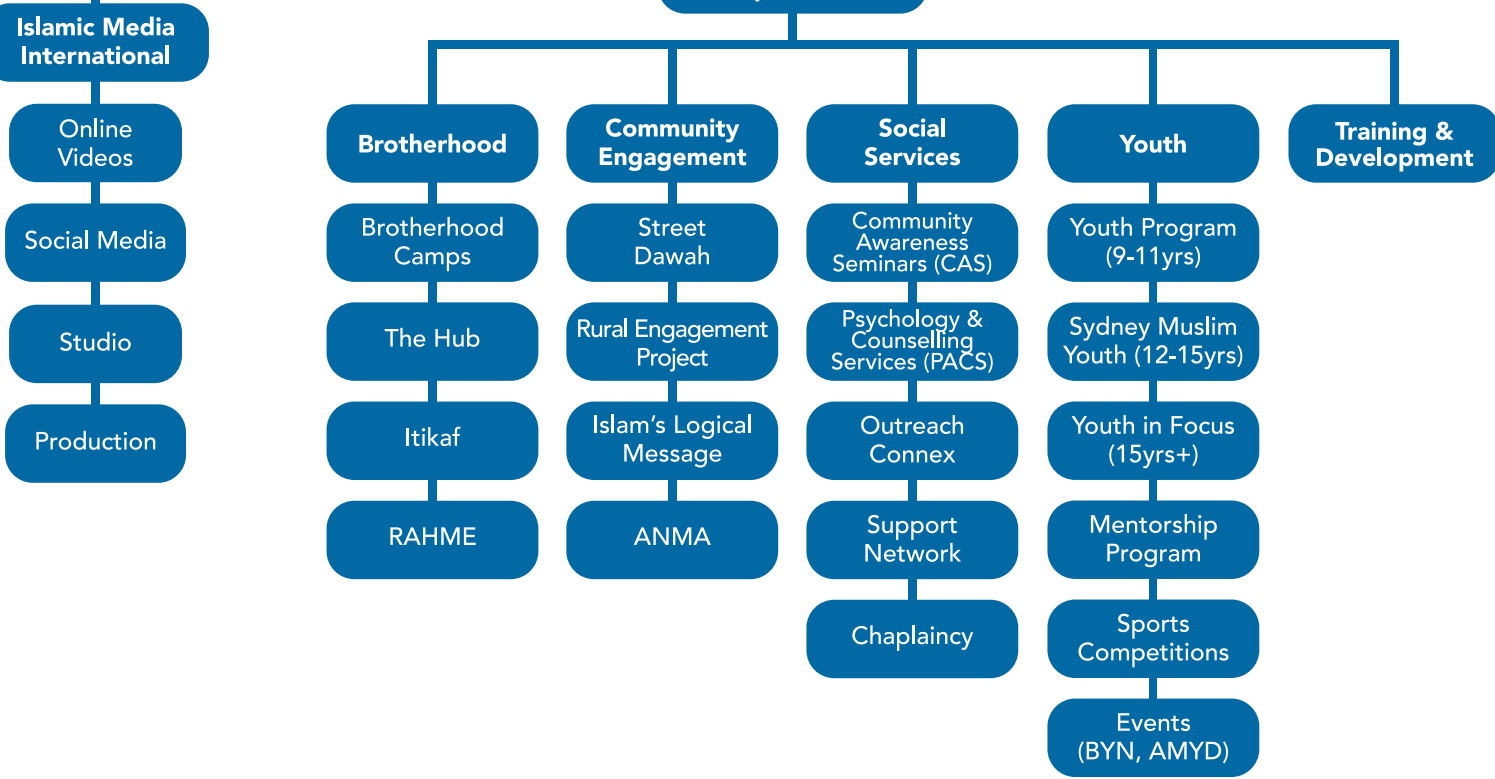 Islamic Media
International
Online
Videos
Social Media
Studio
Production
Brotherhood
Brotherhood
Camps
The Hub
Itikaf
RAHME
Community
Engagement
Street
Dawah
Rural Engagement
Project
Islam’s Logical
Message
ANMA
Social
Services
Community
Awareness
Seminars (CAS)
Psychology &
Counselling
Services (PACS)
Outreach
Connex
Support
Network
Chaplaincy
Youth
Youth Program
(9-11yrs)
Sydney Muslim
Youth (12-15yrs)
Youth in Focus
(15yrs+)
Mentorship
Program
Sports
Competitions
Events
(BYN, AMYD)
Training &
Development